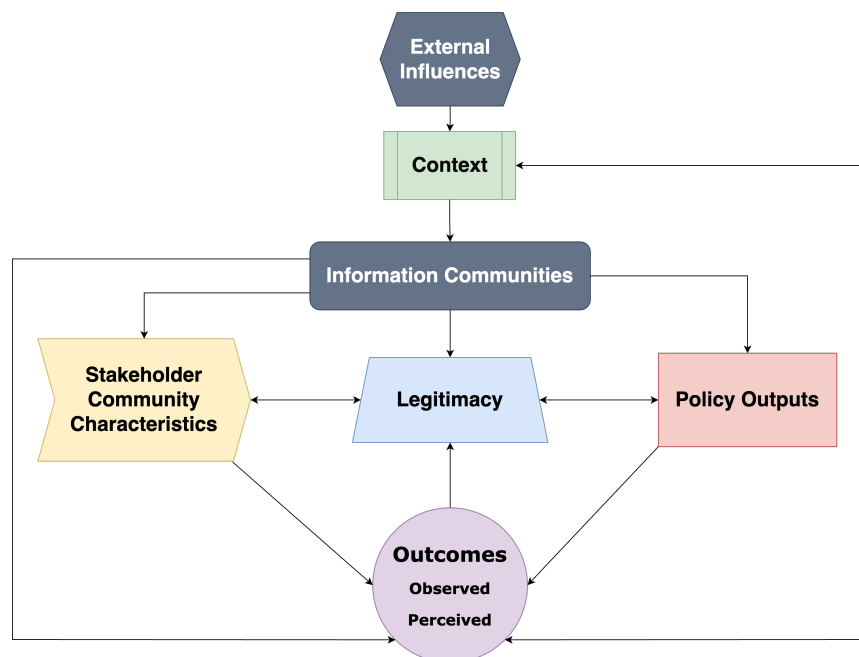 External
Influences
Context
Information Communities
Stakeholder
Community
Characteristics
Legitimacy
Policy Outputs
Outcomes
Observed
Perceived